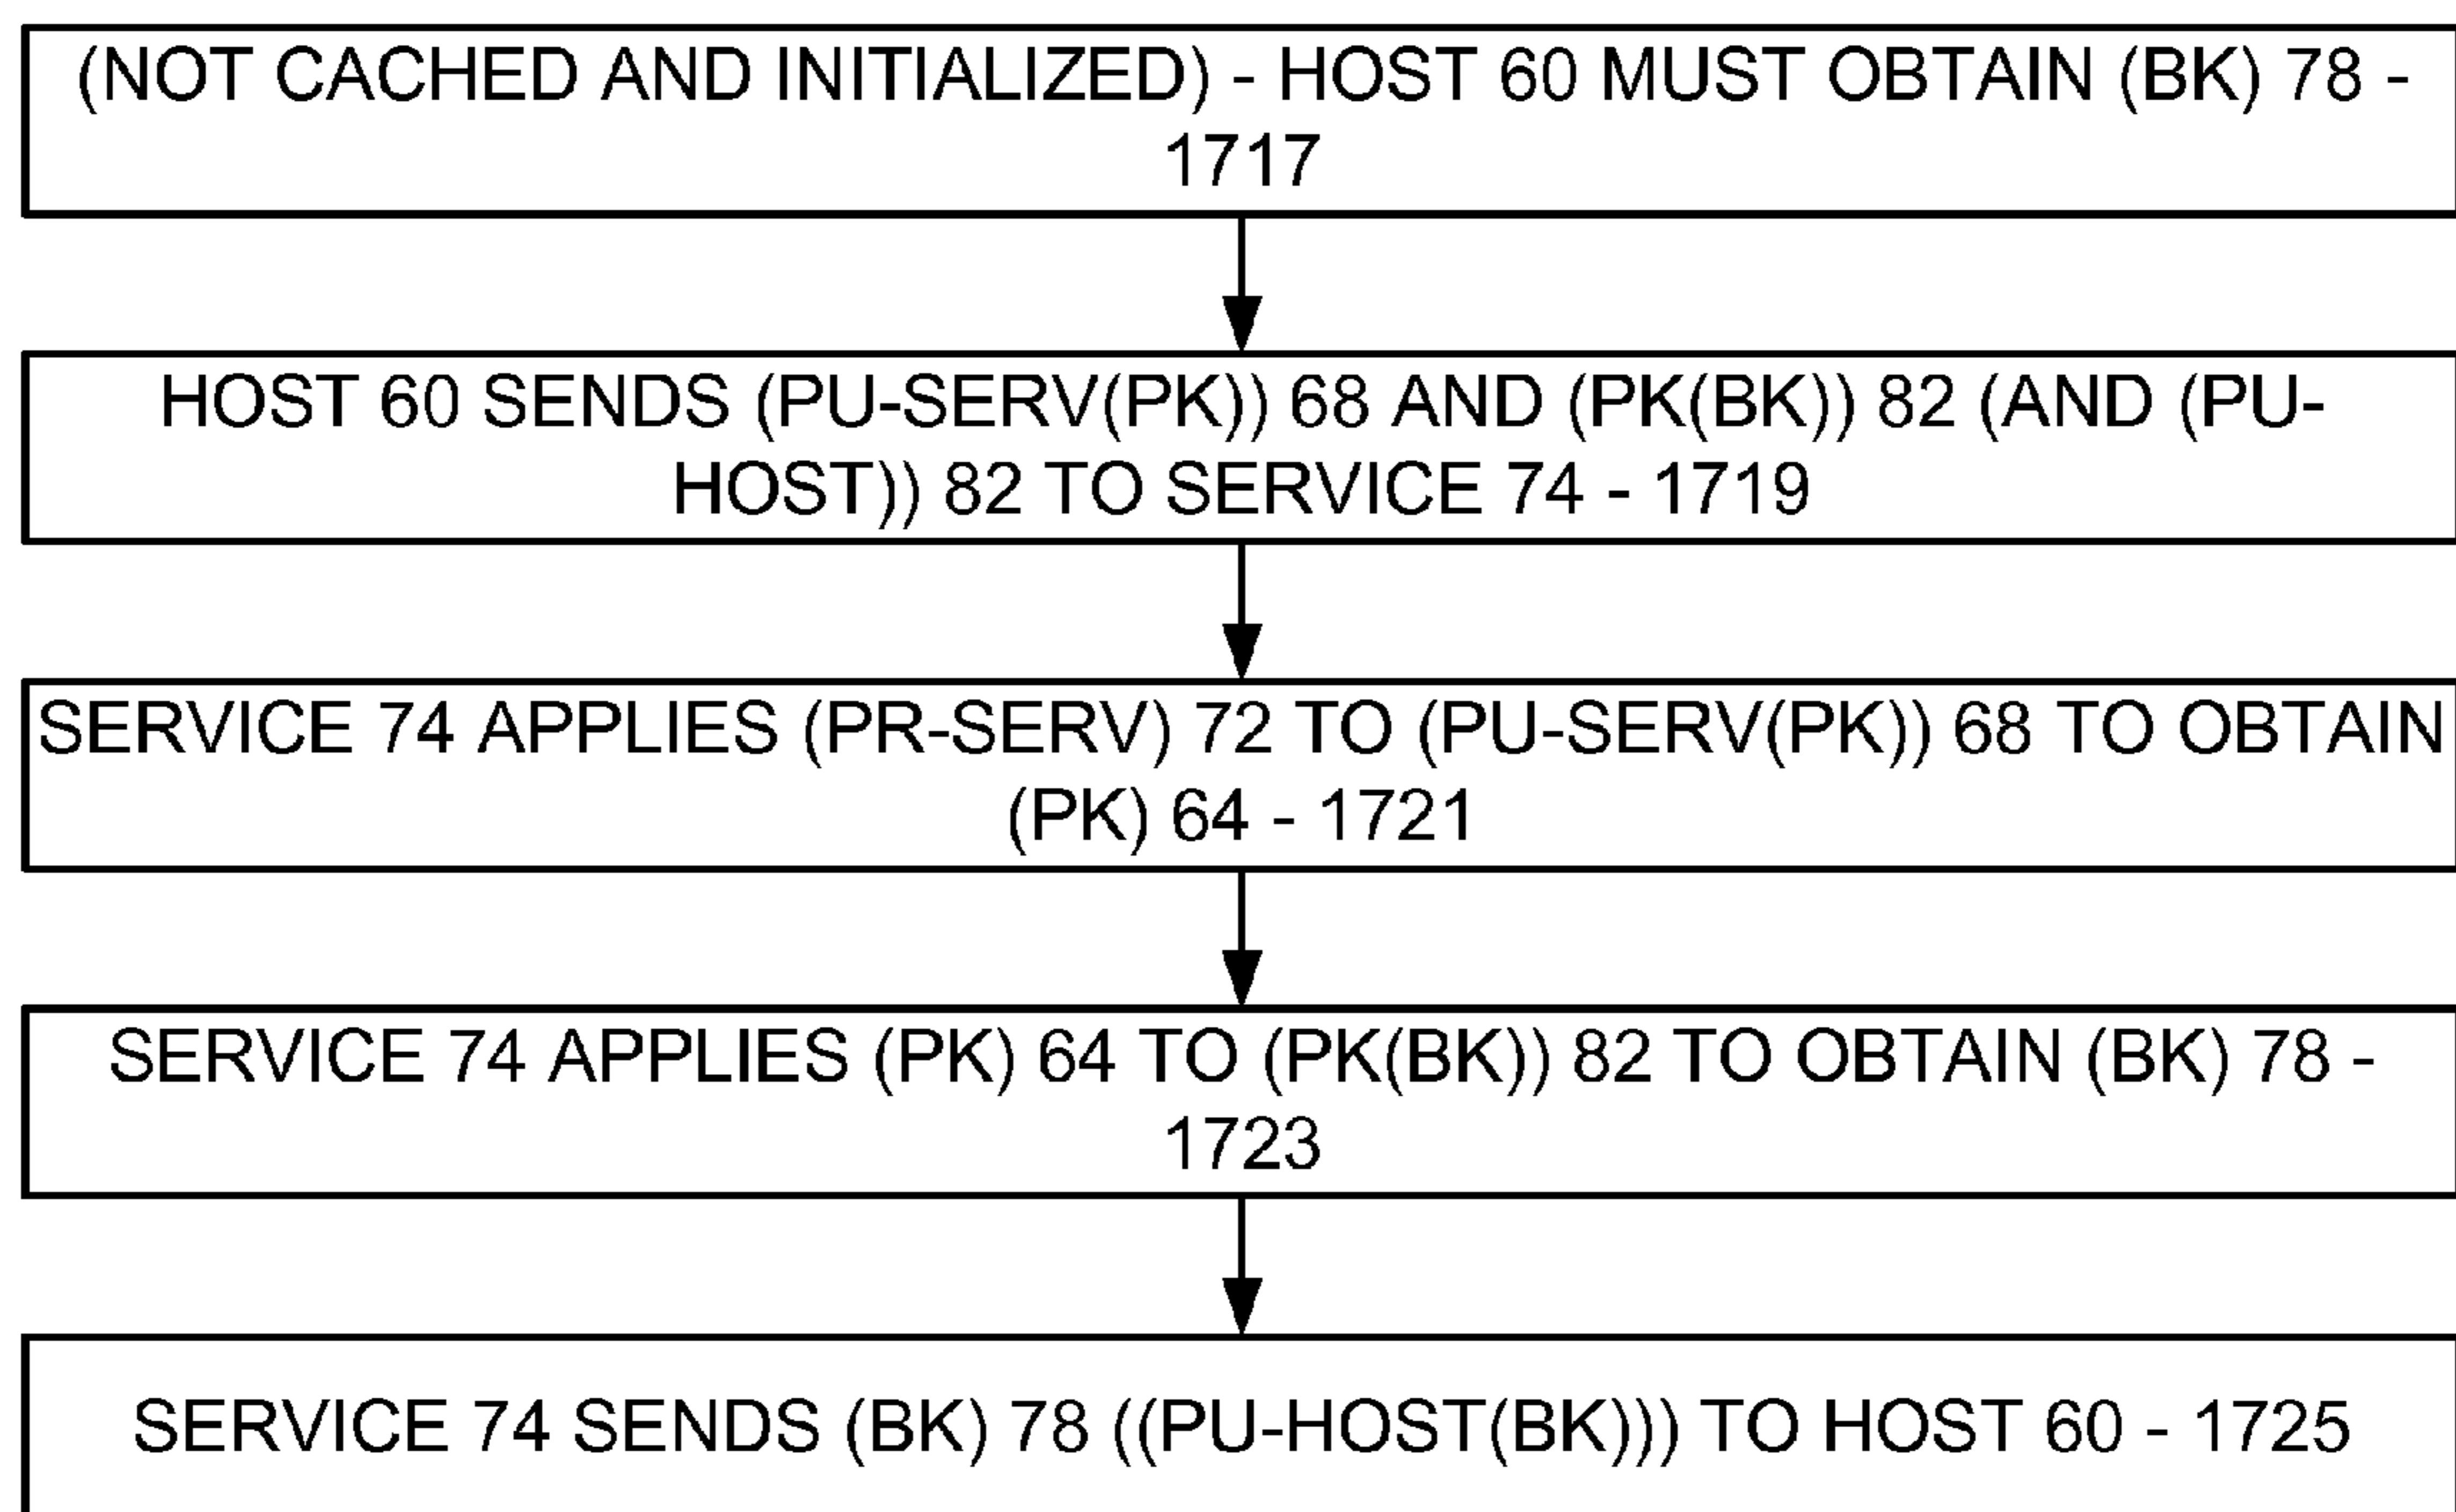 (NOT CACHED AND INITIALIZED) - HOST 60 MUST OBTAIN (BK) 78 -
1717
HOST 60 SENDS (PU-SERV(PK)) 68 AND (PK(BK)) 82 (AND (PU-
HOST)) 82 TO SERVICE 74 - 1719
SERVICE 74 APPLIES (PR-SERV) 72 TO (PU-SERV(PK)) 68 TO OBTAIN
(PK) 64 - 1721
SERVICE 74 APPLIES (PK) 64 TO (PK(BK)) 82 TO OBTAIN (BK) 78 -
1723
SERVICE 74 SENDS (BK) 78 ((PU-HOST(BK))) TO HOST 60 - 1725